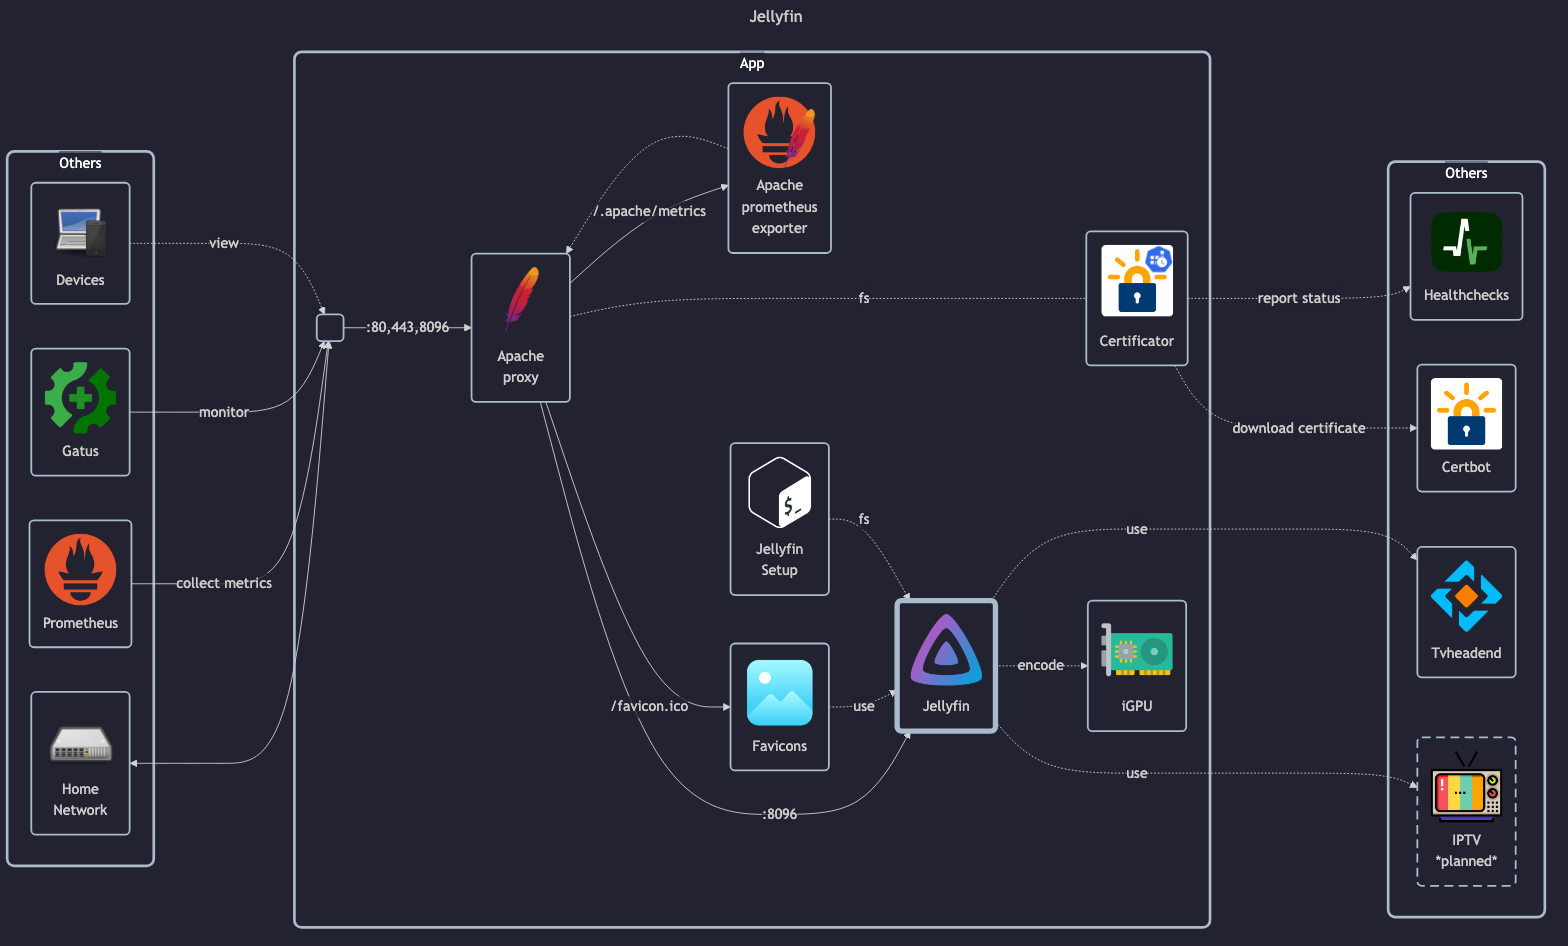 Jellyfin
App
Others
Devices
Gatus
Prometheus
Home
Network
view
monitor
collect metrics
:80,443,8096
Apache
proxy
/.apache/metrics
Apache
prometheus
exporter
fs
Certificator
$_
Jellyfin
Setup
fs
/favicon.ico
Favicons
use
:8096
Jellyfin
encode
iGPU
report status
download certificate
use
use
Others
Healthchecks
Certbot
Tvheadend
!
...
IPTV
*planned*